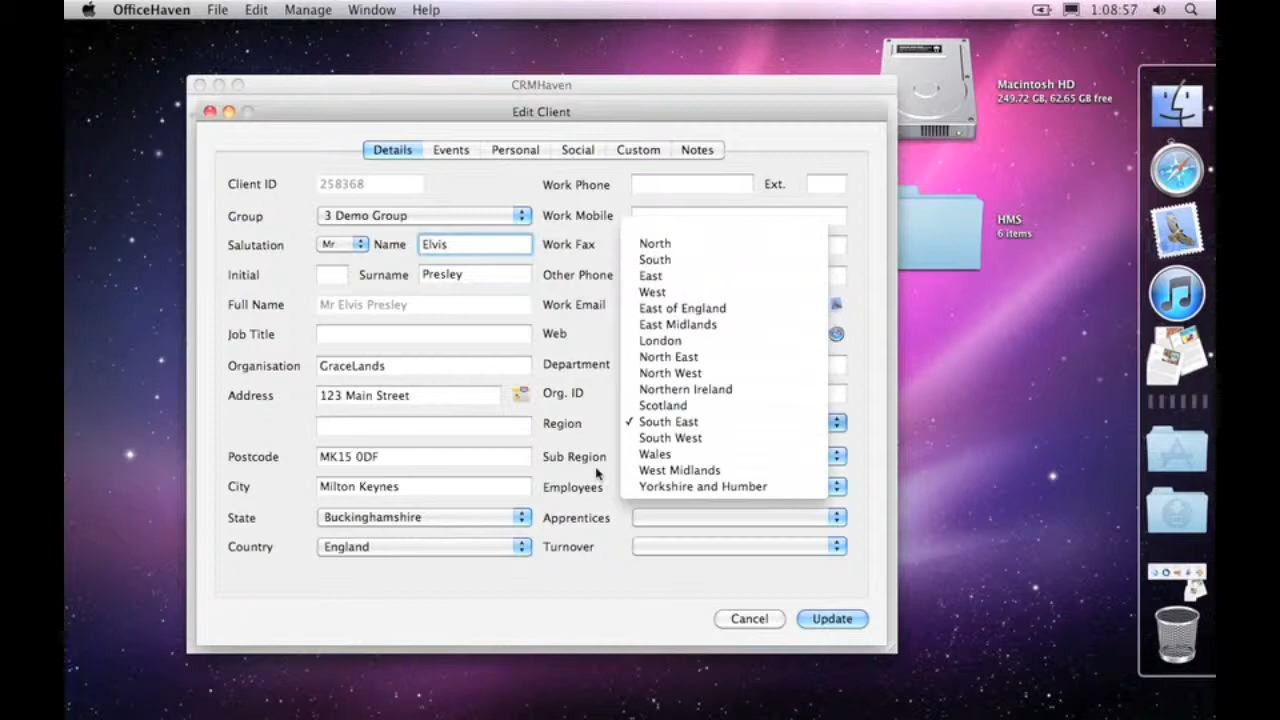 OfficeHaven File Edit Manage Window Help 1:08:57
CRMHaven
Macintosh HD
249.72 GB, 62.65 GB free
Edit Client
Details Events Personal Social Custom Notes
Client ID 258368 Work Phone Ext.
Group 3 Demo Group Work Mobile
HMS
6 items
Salutation Mr Name Elvis Work Fax
Initial Surname Presley Other Phone
Full Name Mr Elvis Presley Work Email
Job Title Web
Organisation GraceLands Department
Address 123 Main Street Org. ID
Region
Postcode MK15 0DF Sub Region
City Milton Keynes Employees
State Buckinghamshire Apprentices
Country England Turnover
North
South
East
West
East of England
East Midlands
London
North East
North West
Northern Ireland
Scotland
✓ South East
South West
Wales
West Midlands
Yorkshire and Humber
Cancel Update